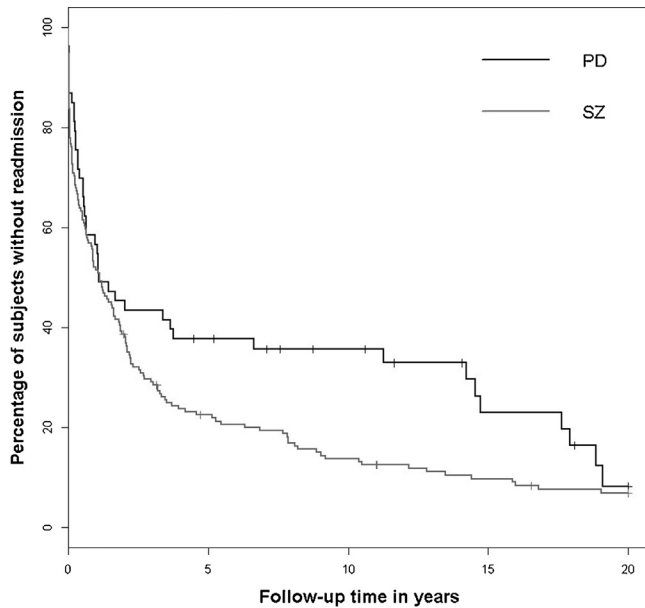 Percentage of subjects without readmission
100
80
60
40
20
0
PD
SZ
0 5 10 15 20
Follow-up time in years